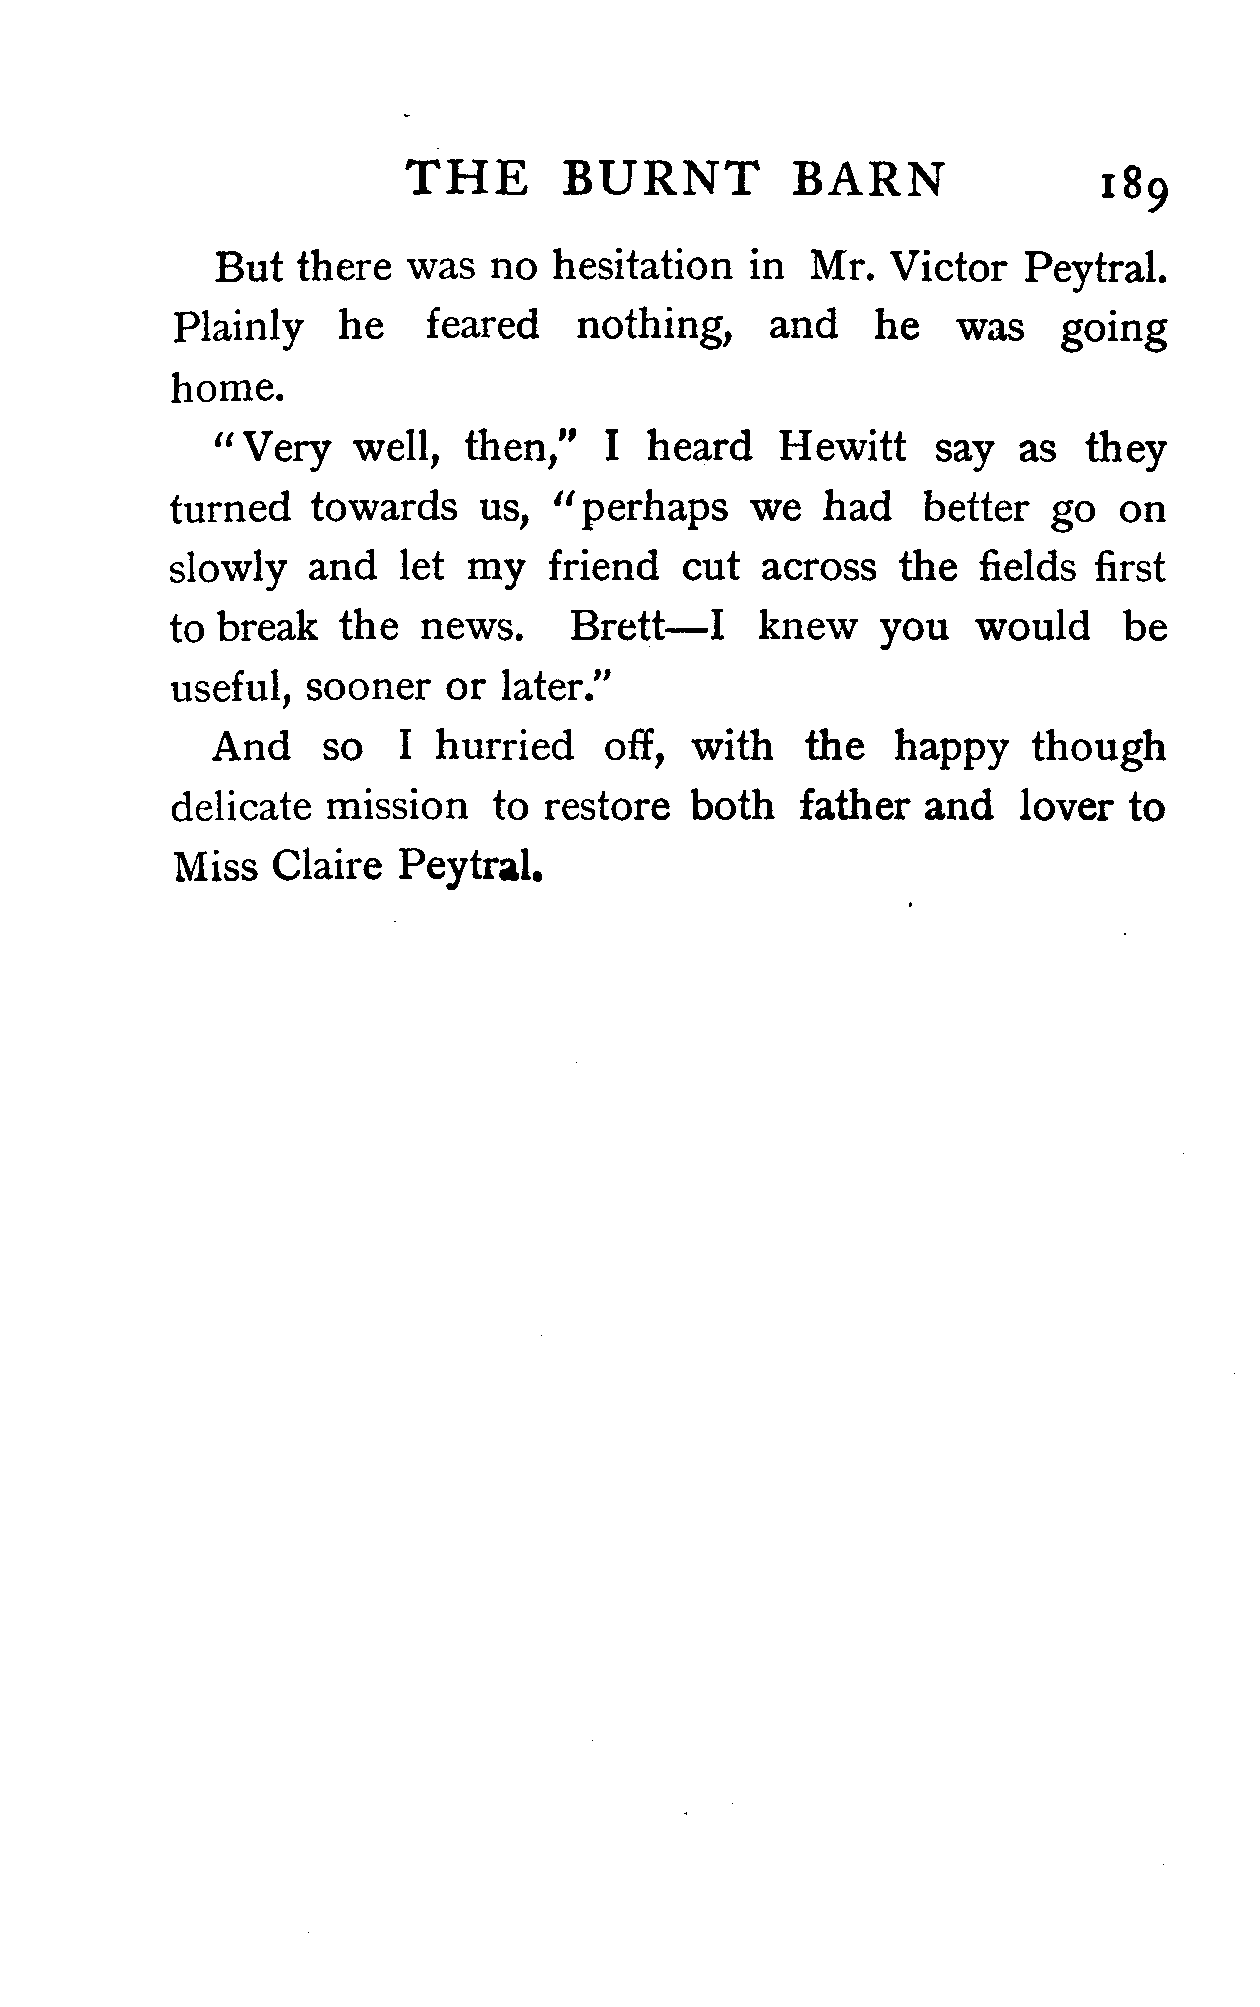 THE BURNT BARN 189
But there was no hesitation in Mr. Victor Peytral.
Plainly he feared nothing, and he was going
home.
"Very well, then," I heard Hewitt say as they
turned towards us, "perhaps we had better go on
slowly and let my friend cut across the fields first
to break the news. Brett—I knew you would be
useful, sooner or later."
And so I hurried off, with the happy though
delicate mission to restore both father and lover to
Miss Claire Peytral.